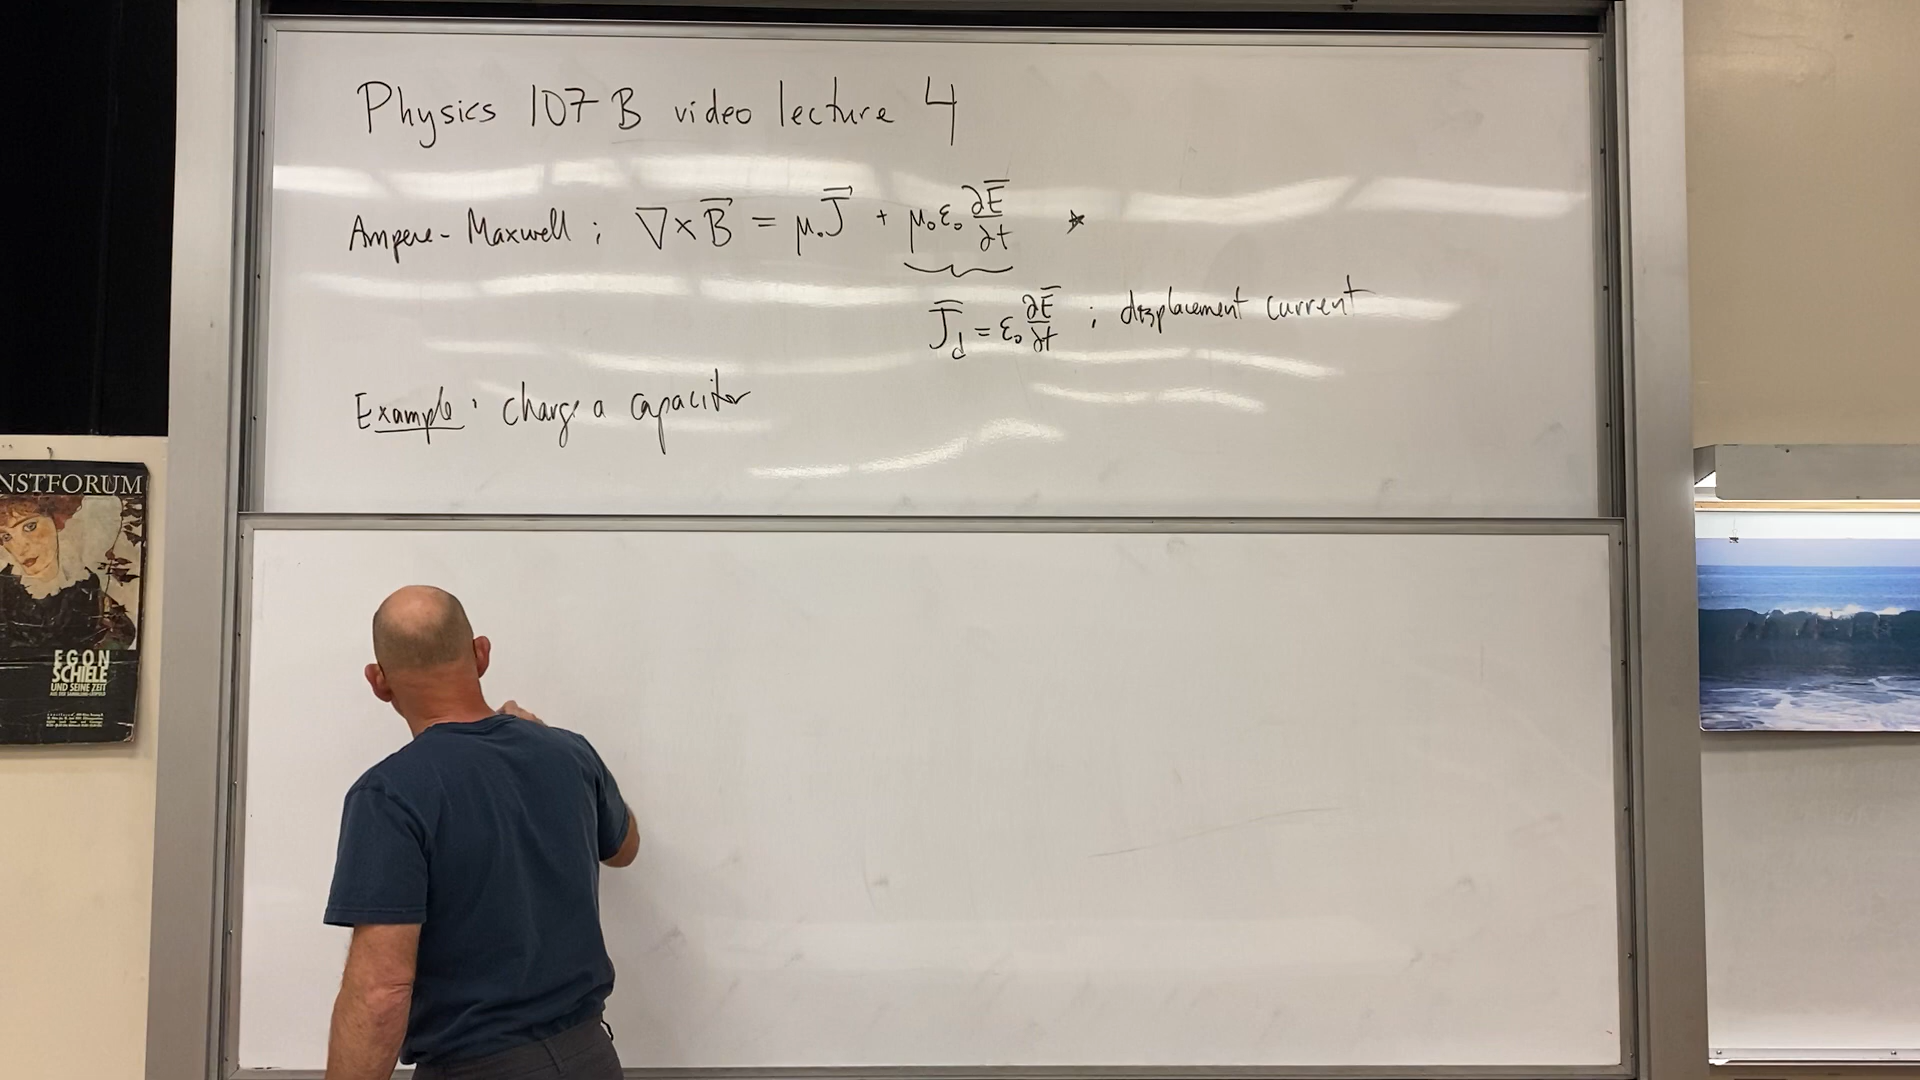 Physics 107 B video lecture 4
Ampere-Maxwell ; ∇×B⃗ = μ₀J⃗ + μ₀ε₀ ∂E̅/∂t *
J̅_d = ε₀ ∂E̅/∂t ; displacement current
Example: charge a capacitor
NSTFORUM
EGON
SCHIELE
UND SEINE ZEIT